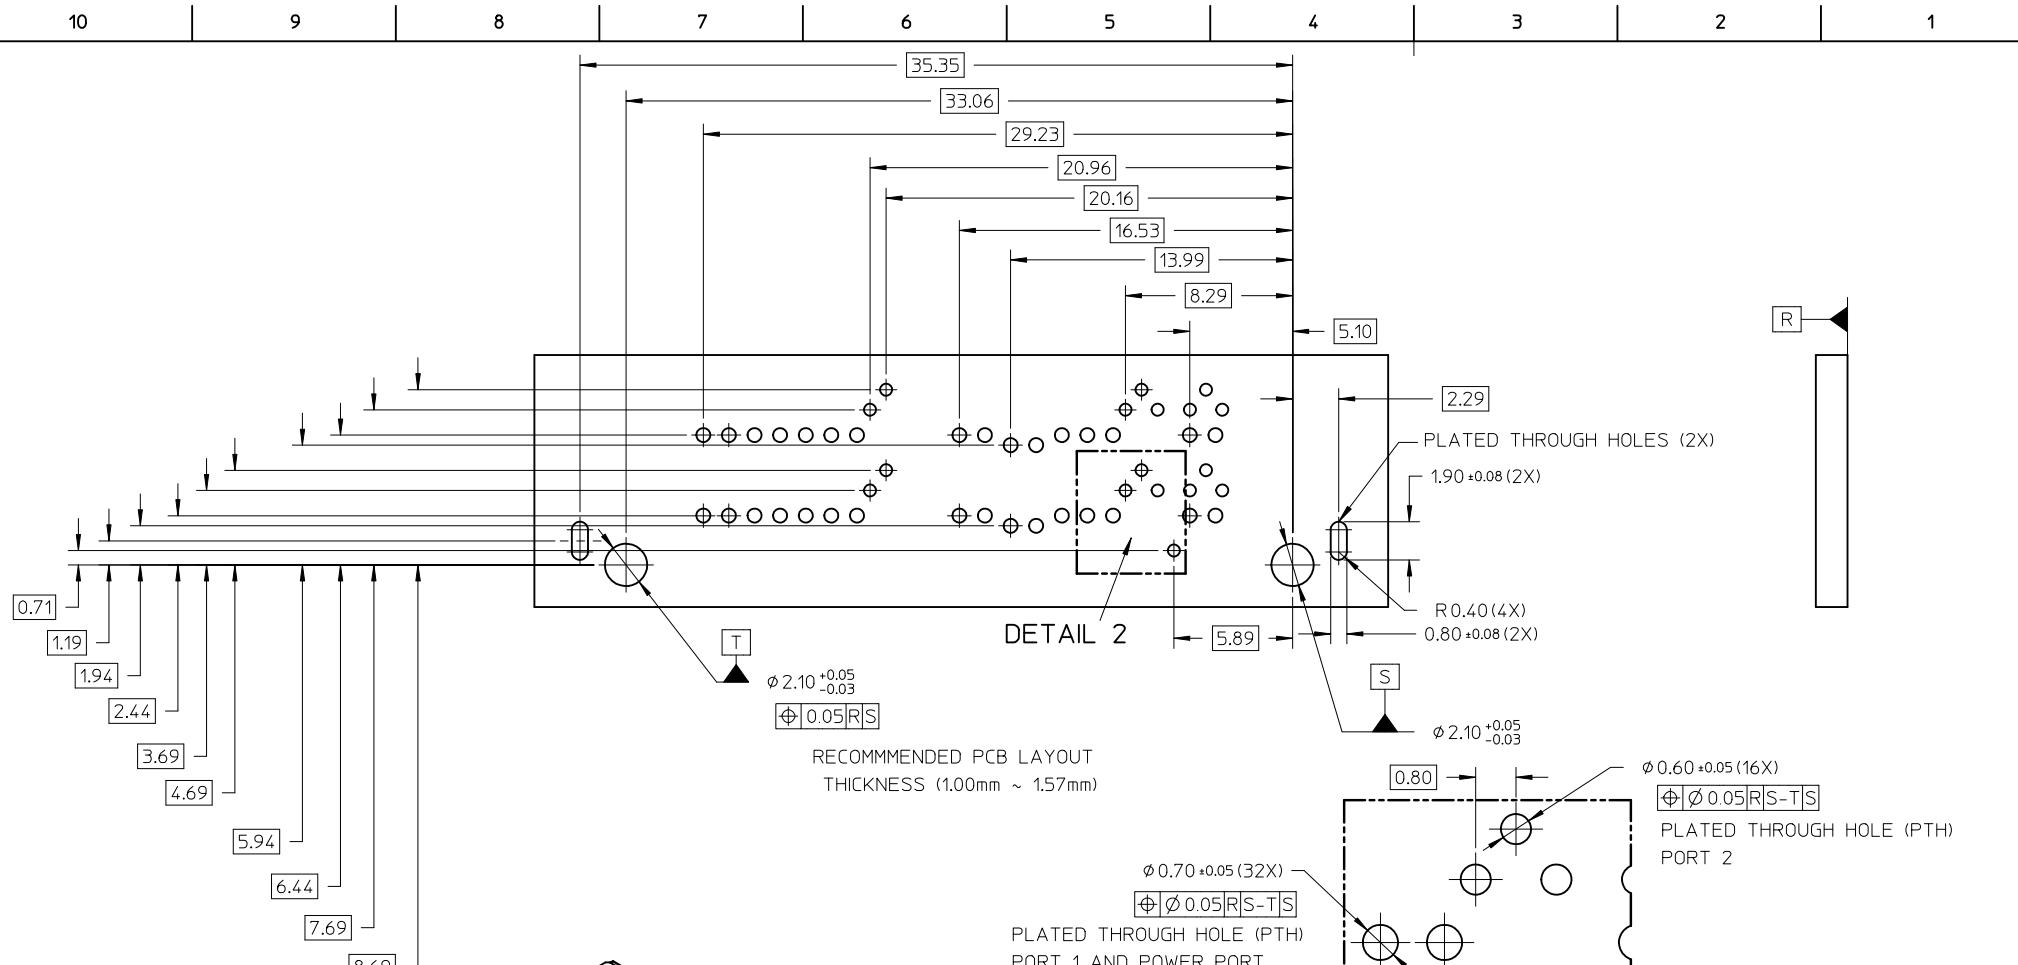 10 9 8 7 6 5 4 3 2 1
35.35
33.06
29.23
20.96
20.16
16.53
13.99
8.29
5.10
R
2.29
PLATED THROUGH HOLES (2X)
1.90 ±0.08 (2X)
R 0.40 (4X)
0.80 ±0.08 (2X)
0.71
1.19
1.94
2.44
3.69
4.69
5.94
6.44
7.69
DETAIL 2
5.89
T
⌀ 2.10 +0.05 -0.03
⌖ 0.05 R S
S
⌀ 2.10 +0.05 -0.03
RECOMMMENDED PCB LAYOUT
THICKNESS (1.00mm ~ 1.57mm)
0.80
⌀ 0.60 ±0.05 (16X)
⌖ ⌀ 0.05 R S-T S
PLATED THROUGH HOLE (PTH)
PORT 2
⌀ 0.70 ±0.05 (32X)
⌖ ⌀ 0.05 R S-T S
PLATED THROUGH HOLE (PTH)
PORT 1 AND POWER PORT